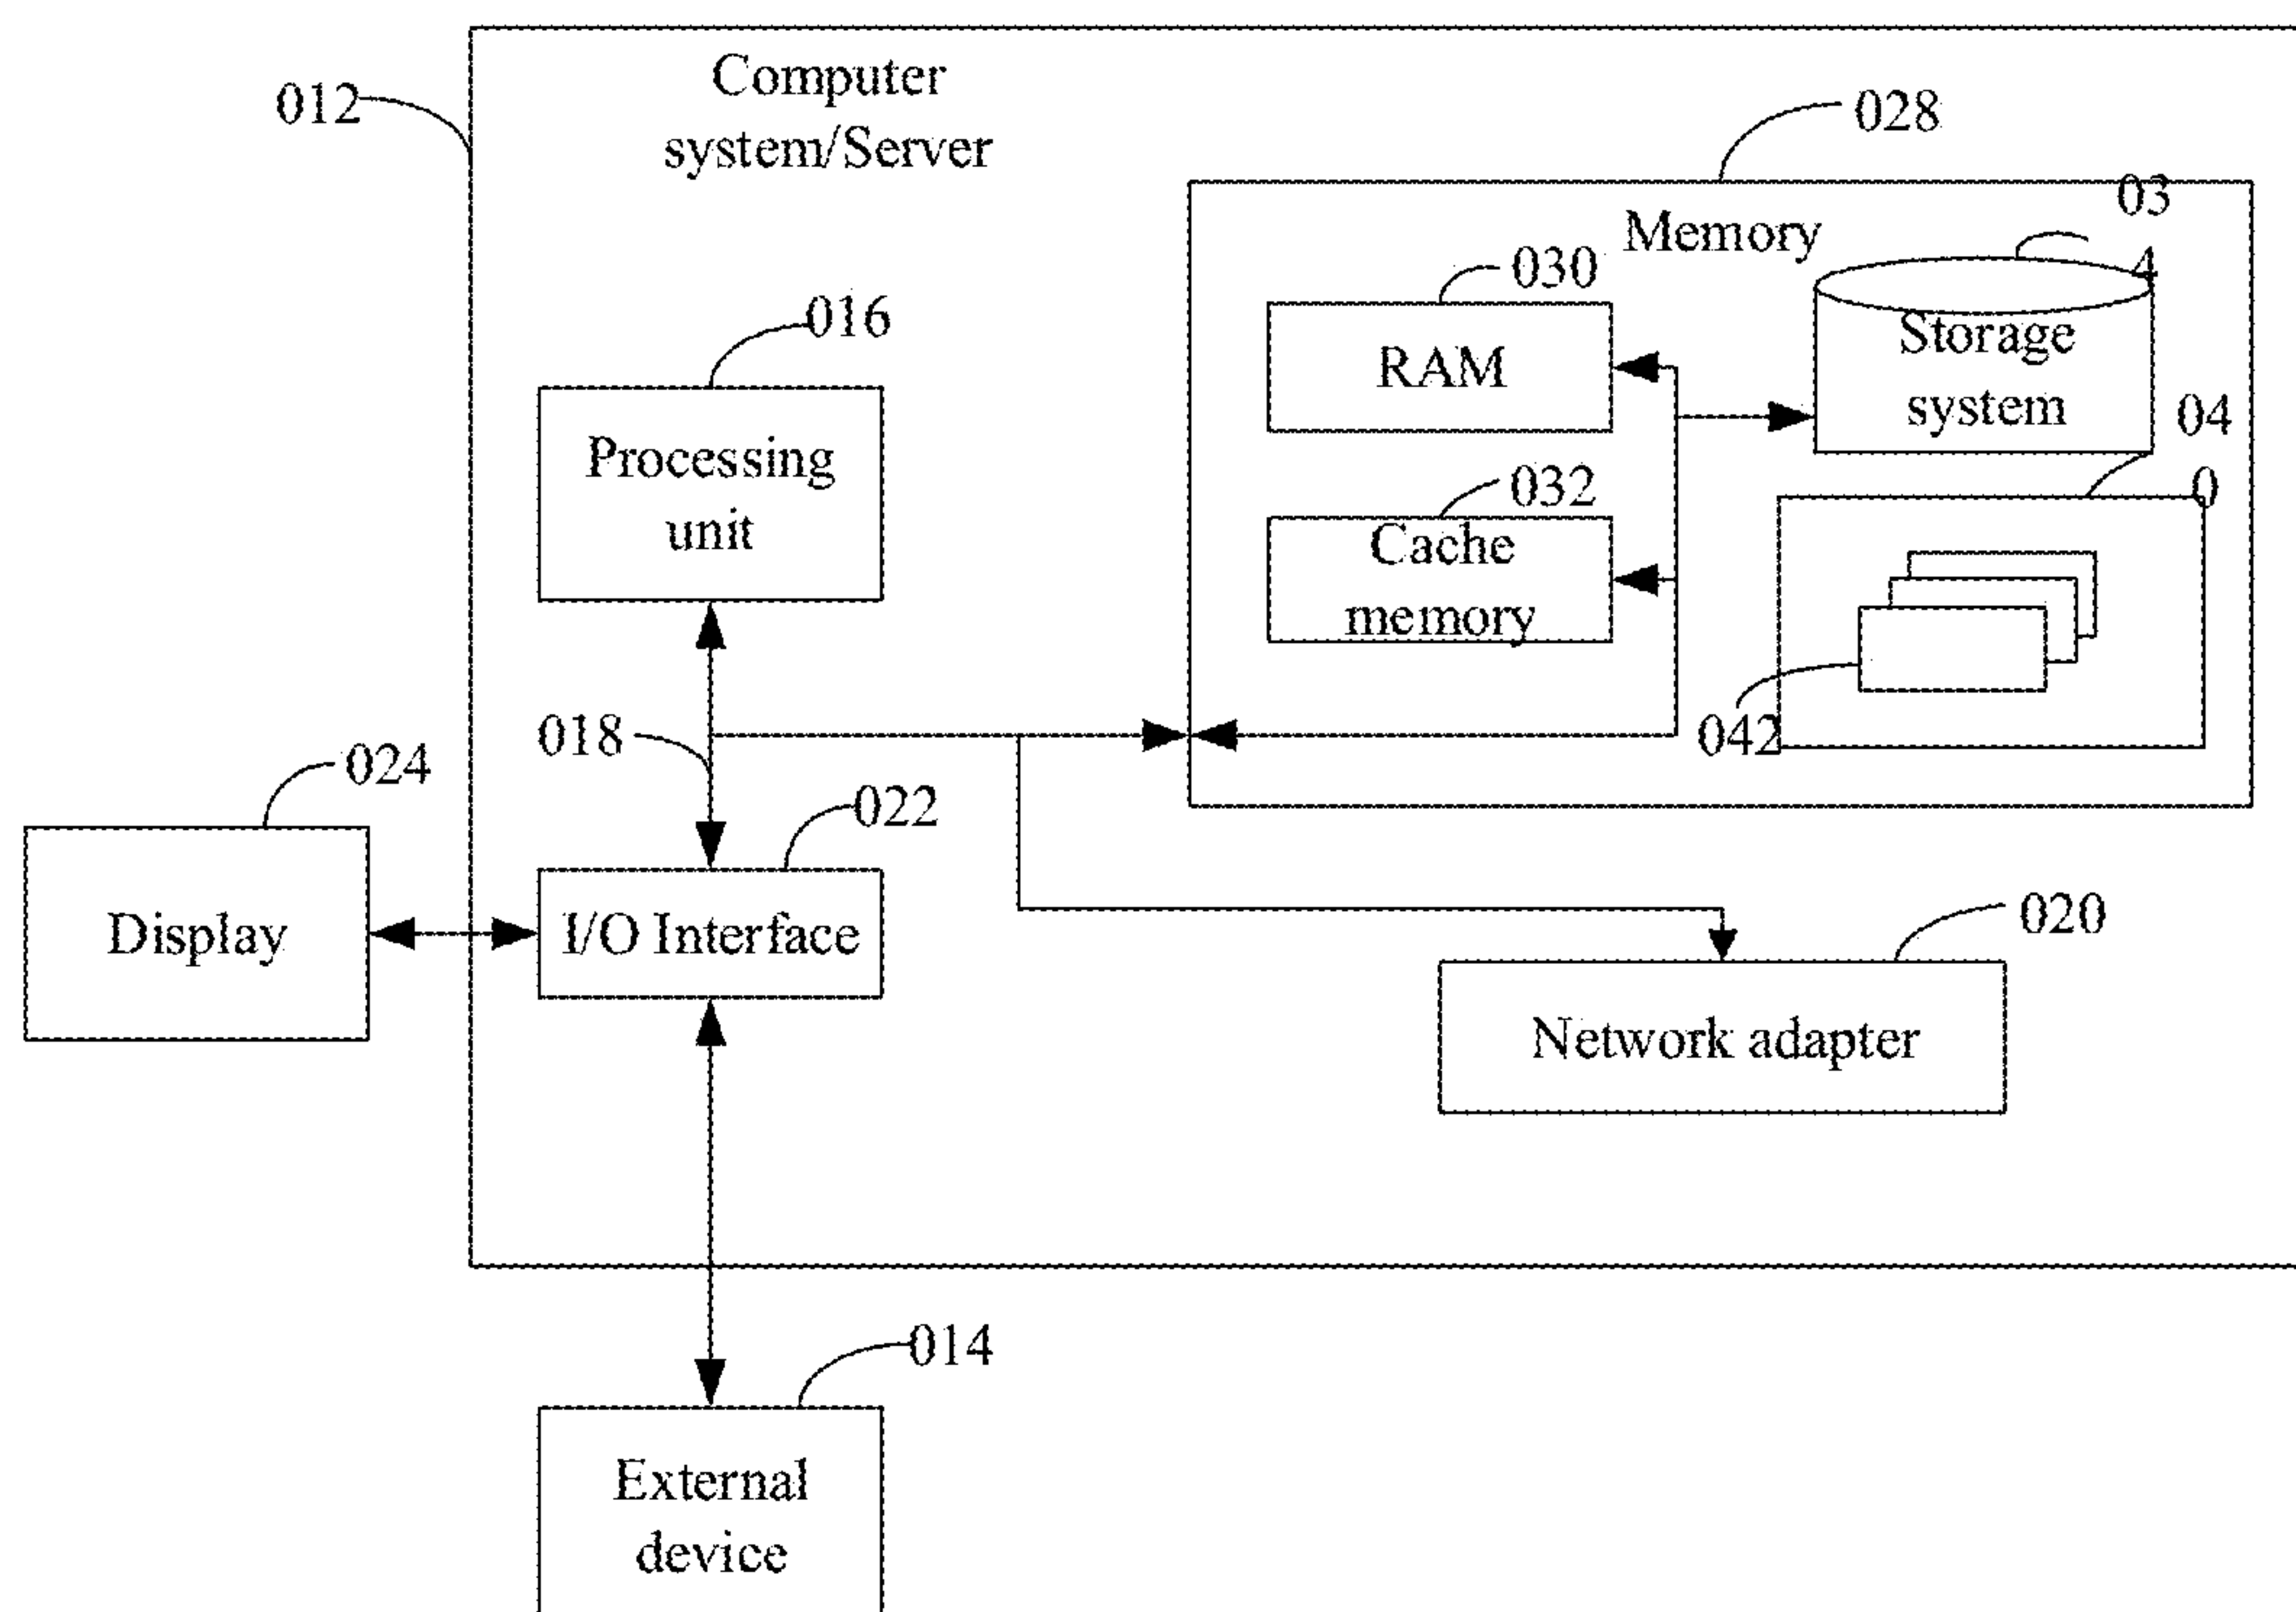 Computer
system/Server
012
028
03
4
Memory
030
RAM
Storage
system
016
Processing
unit
04
0
032
Cache
memory
018
042
024
022
Display
I/O Interface
020
Network adapter
014
External
device